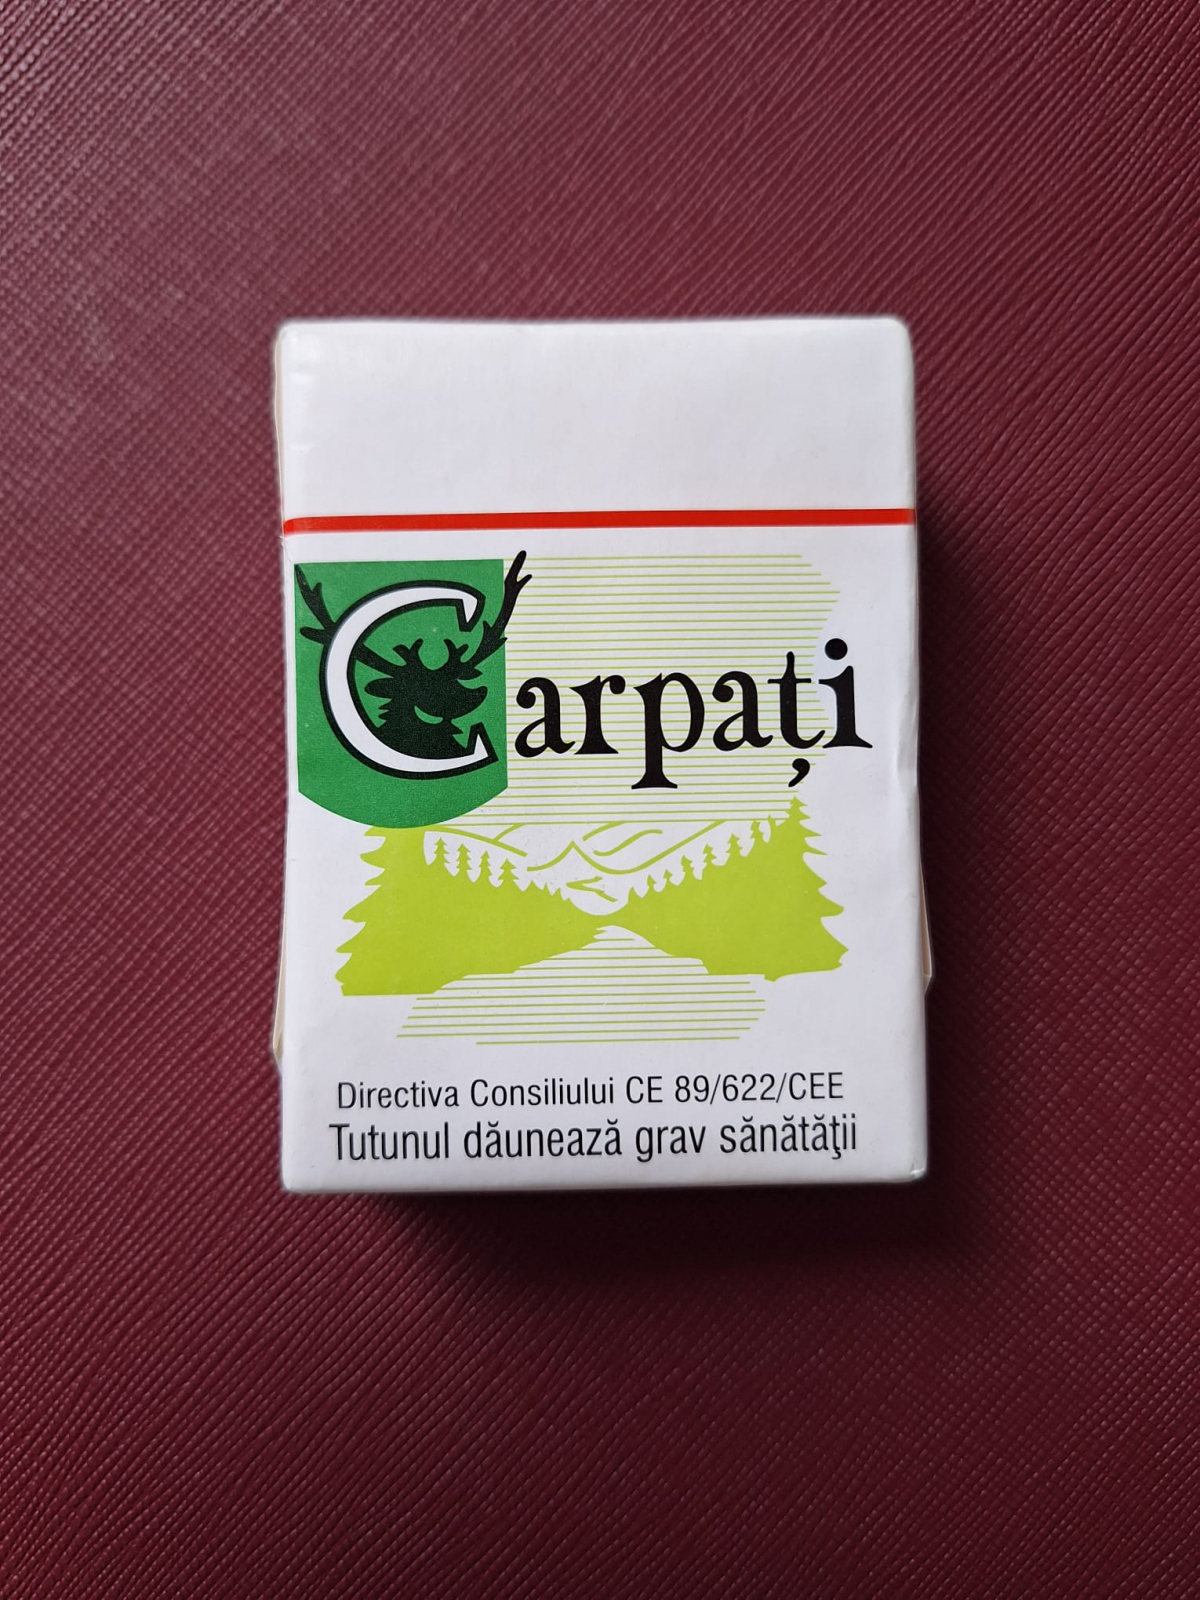 Carpați
Directiva Consiliului CE 89/622/CEE
Tutunul dăunează grav sănătăţii